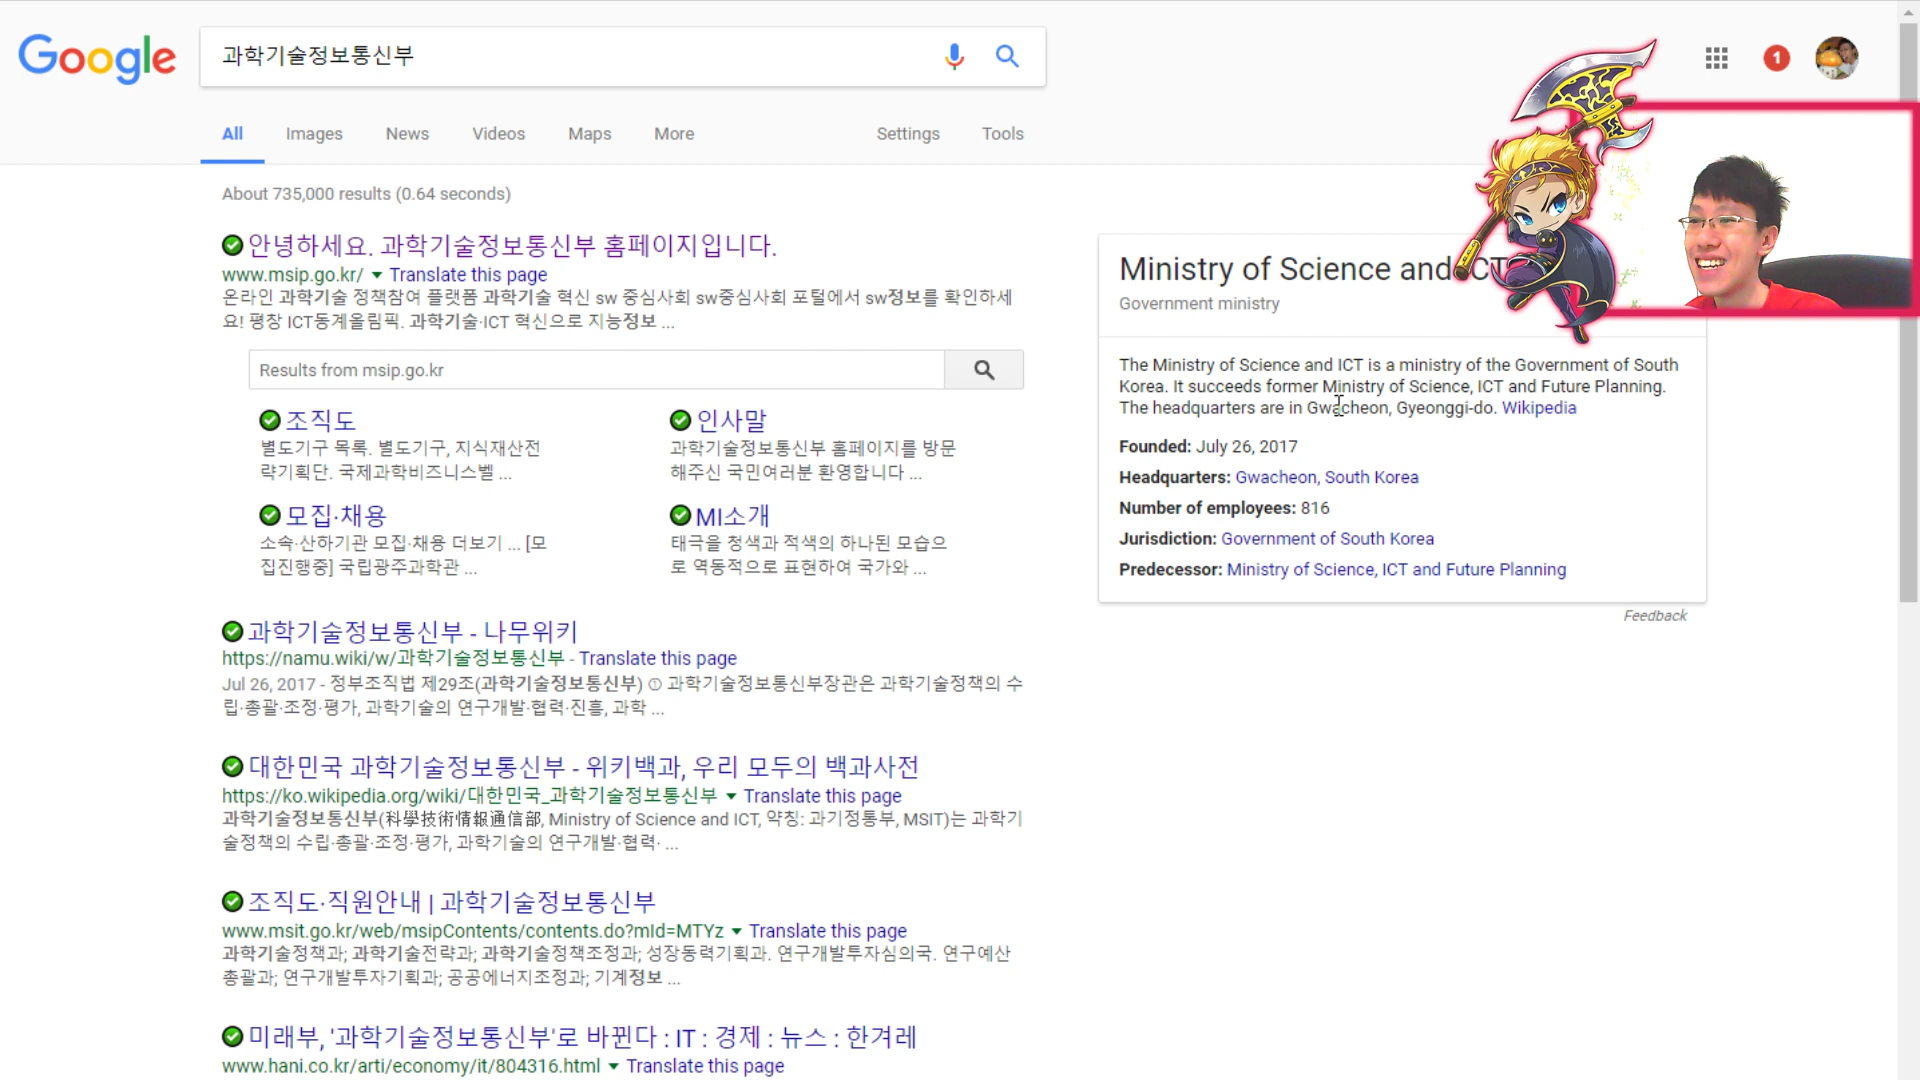 Google
과학기술정보통신부
1
All Images News Videos Maps More Settings Tools
About 735,000 results (0.64 seconds)
안녕하세요. 과학기술정보통신부 홈페이지입니다.
www.msip.go.kr/ ▼ Translate this page
온라인 과학기술 정책참여 플랫폼 과학기술 혁신 sw 중심사회 sw중심사회 포털에서 sw정보를 확인하세
요! 평창 ICT동계올림픽. 과학기술·ICT 혁신으로 지능정보 ...
Results from msip.go.kr
조직도
별도기구 목록. 별도기구, 지식재산전
략기획단. 국제과학비즈니스벨 ...
인사말
과학기술정보통신부 홈페이지를 방문
해주신 국민여러분 환영합니다 ...
모집·채용
소속·산하기관 모집·채용 더보기 ... [모
집진행중] 국립광주과학관 ...
MI소개
태극을 청색과 적색의 하나된 모습으
로 역동적으로 표현하여 국가와 ...
과학기술정보통신부 - 나무위키
https://namu.wiki/w/과학기술정보통신부 - Translate this page
Jul 26, 2017 - 정부조직법 제29조(과학기술정보통신부) ① 과학기술정보통신부장관은 과학기술정책의 수
립·총괄·조정·평가, 과학기술의 연구개발·협력·진흥, 과학 ...
대한민국 과학기술정보통신부 - 위키백과, 우리 모두의 백과사전
https://ko.wikipedia.org/wiki/대한민국_과학기술정보통신부 ▼ Translate this page
과학기술정보통신부(科學技術情報通信部, Ministry of Science and ICT, 약칭: 과기정통부, MSIT)는 과학기
술정책의 수립·총괄·조정·평가, 과학기술의 연구개발·협력· ...
조직도·직원안내 | 과학기술정보통신부
www.msit.go.kr/web/msipContents/contents.do?mId=MTYz ▼ Translate this page
과학기술정책과; 과학기술전략과; 과학기술정책조정과; 성장동력기획과. 연구개발투자심의국. 연구예산
총괄과; 연구개발투자기획과; 공공에너지조정과; 기계정보 ...
미래부, '과학기술정보통신부'로 바뀐다 : IT : 경제 : 뉴스 : 한겨레
www.hani.co.kr/arti/economy/it/804316.html ▼ Translate this page
Ministry of Science and ICT
Government ministry
The Ministry of Science and ICT is a ministry of the Government of South
Korea. It succeeds former Ministry of Science, ICT and Future Planning.
The headquarters are in Gwacheon, Gyeonggi-do. Wikipedia
Founded: July 26, 2017
Headquarters: Gwacheon, South Korea
Number of employees: 816
Jurisdiction: Government of South Korea
Predecessor: Ministry of Science, ICT and Future Planning
Feedback